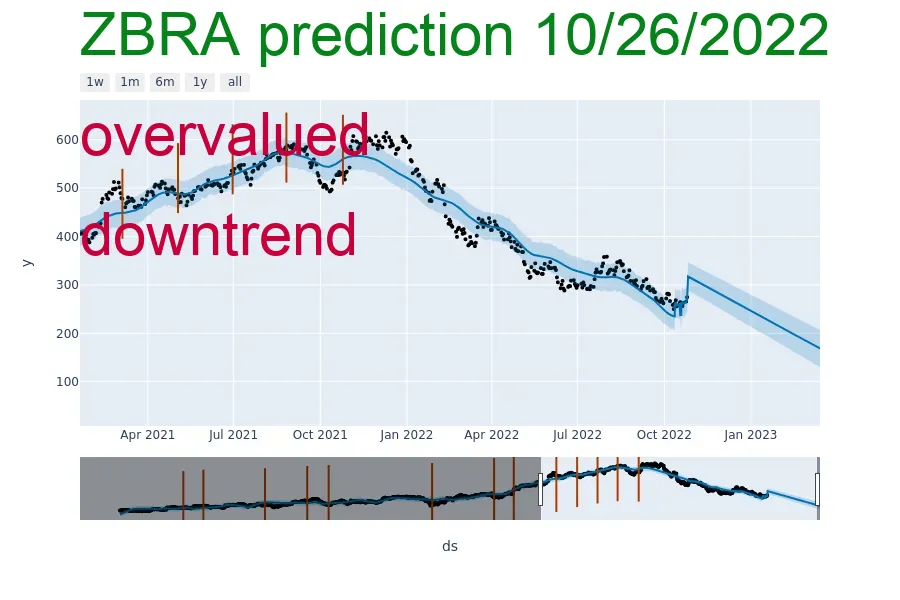 ZBRA prediction 10/26/2022
1w 1m 6m 1y all
overvalued
downtrend
600
500
400
300
200
100
y
Apr 2021 Jul 2021 Oct 2021 Jan 2022 Apr 2022 Jul 2022 Oct 2022 Jan 2023
ds